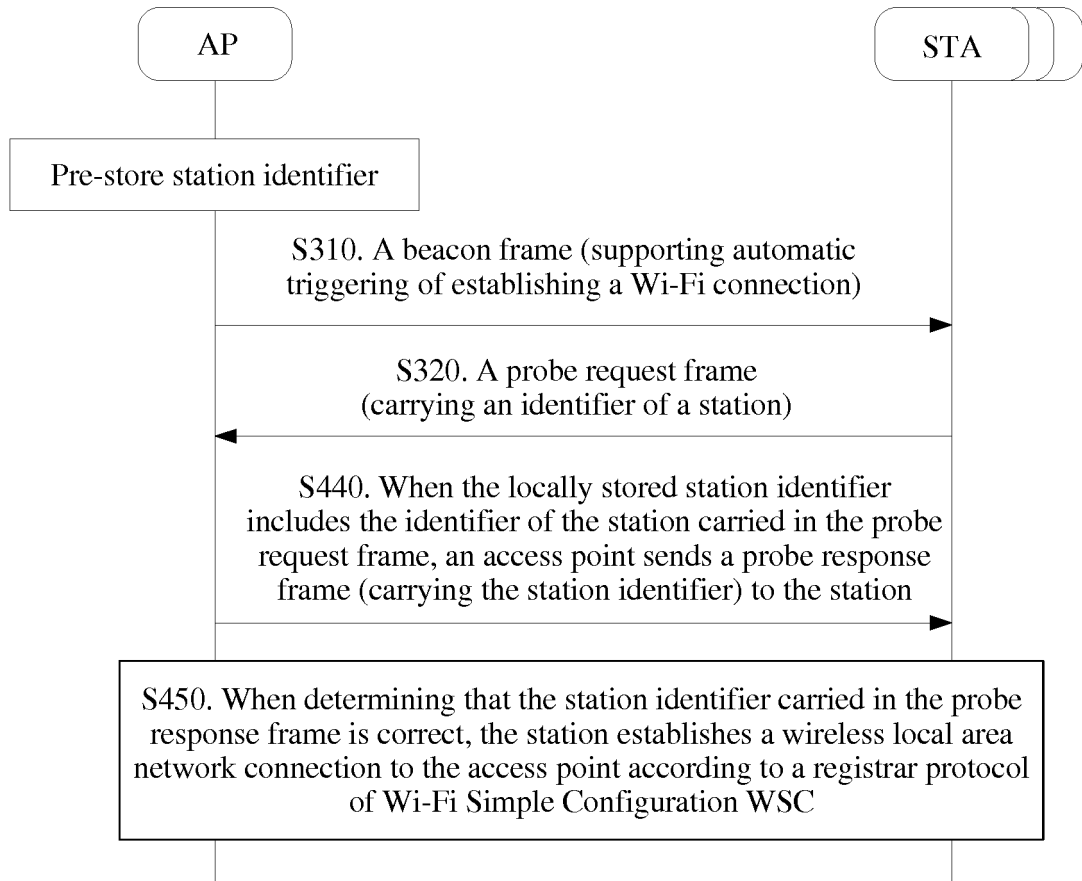 AP
STA
Pre-store station identifier
S310. A beacon frame (supporting automatic
triggering of establishing a Wi-Fi connection)
S320. A probe request frame
(carrying an identifier of a station)
S440. When the locally stored station identifier
includes the identifier of the station carried in the probe
request frame, an access point sends a probe response
frame (carrying the station identifier) to the station
S450. When determining that the station identifier carried in the probe
response frame is correct, the station establishes a wireless local area
network connection to the access point according to a registrar protocol
of Wi-Fi Simple Configuration WSC